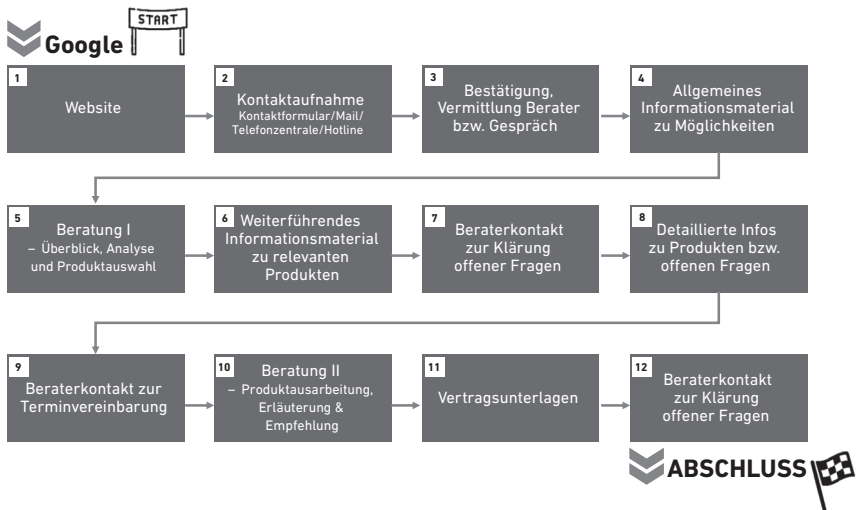 START
Google
1
Website
2
Kontaktaufnahme
Kontaktformular/Mail/
Telefonzentrale/Hotline
3
Bestätigung,
Vermittlung Berater
bzw. Gespräch
4
Allgemeines
Informationsmaterial
zu Möglichkeiten
5
Beratung I
– Überblick, Analyse
und Produktauswahl
6
Weiterführendes
Informationsmaterial
zu relevanten
Produkten
7
Beraterkontakt
zur Klärung
offener Fragen
8
Detaillierte Infos
zu Produkten bzw.
offenen Fragen
9
Beraterkontakt zur
Terminvereinbarung
10
Beratung II
– Produktausarbeitung,
Erläuterung &
Empfehlung
11
Vertragsunterlagen
12
Beraterkontakt
zur Klärung
offener Fragen
ABSCHLUSS